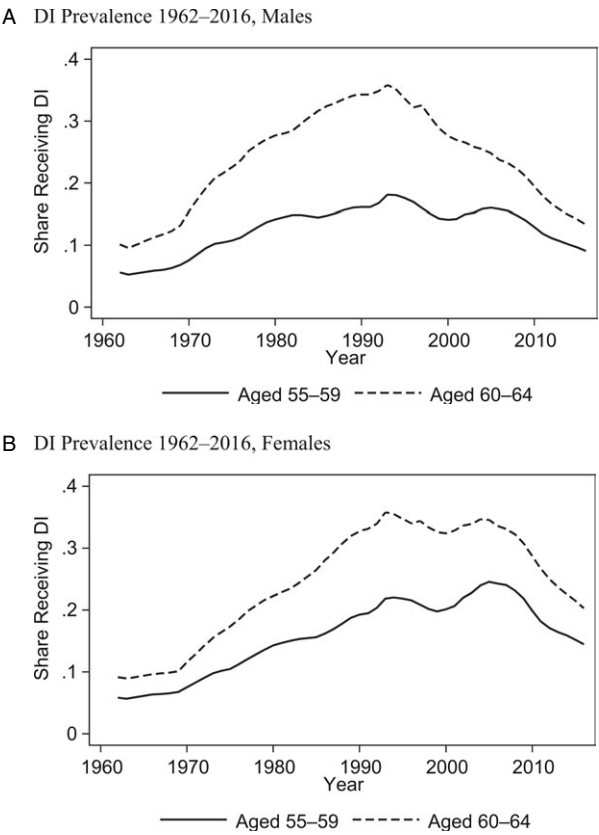 A DI Prevalence 1962–2016, Males
.4
.3
.2
.1
0
Share Receiving DI
1960 1970 1980 1990 2000 2010
Year
Aged 55–59 Aged 60–64
B DI Prevalence 1962–2016, Females
.4
.3
.2
.1
0
Share Receiving DI
1960 1970 1980 1990 2000 2010
Year
Aged 55–59 Aged 60–64